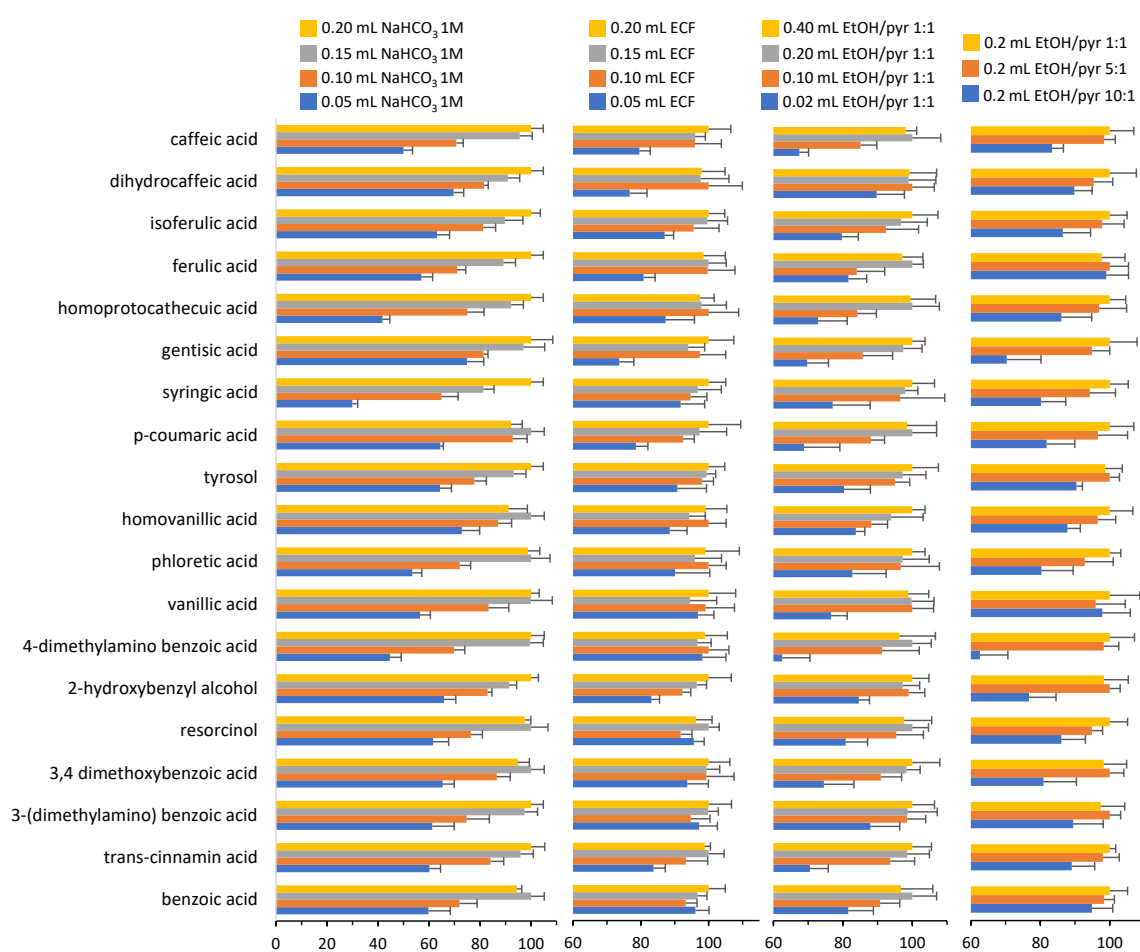 0.20 mL NaHCO₃ 1M
0.15 mL NaHCO₃ 1M
0.10 mL NaHCO₃ 1M
0.05 mL NaHCO₃ 1M
0.20 mL ECF
0.15 mL ECF
0.10 mL ECF
0.05 mL ECF
0.40 mL EtOH/pyr 1:1
0.20 mL EtOH/pyr 1:1
0.10 mL EtOH/pyr 1:1
0.02 mL EtOH/pyr 1:1
0.2 mL EtOH/pyr 1:1
0.2 mL EtOH/pyr 5:1
0.2 mL EtOH/pyr 10:1
caffeic acid
dihydrocaffeic acid
isoferulic acid
ferulic acid
homoprotocathecuic acid
gentisic acid
syringic acid
p-coumaric acid
tyrosol
homovanillic acid
phloretic acid
vanillic acid
4-dimethylamino benzoic acid
2-hydroxybenzyl alcohol
resorcinol
3,4 dimethoxybenzoic acid
3-(dimethylamino) benzoic acid
trans-cinnamin acid
benzoic acid
0 20 40 60 80 100
60 80 100
60 80 100
60 80 100